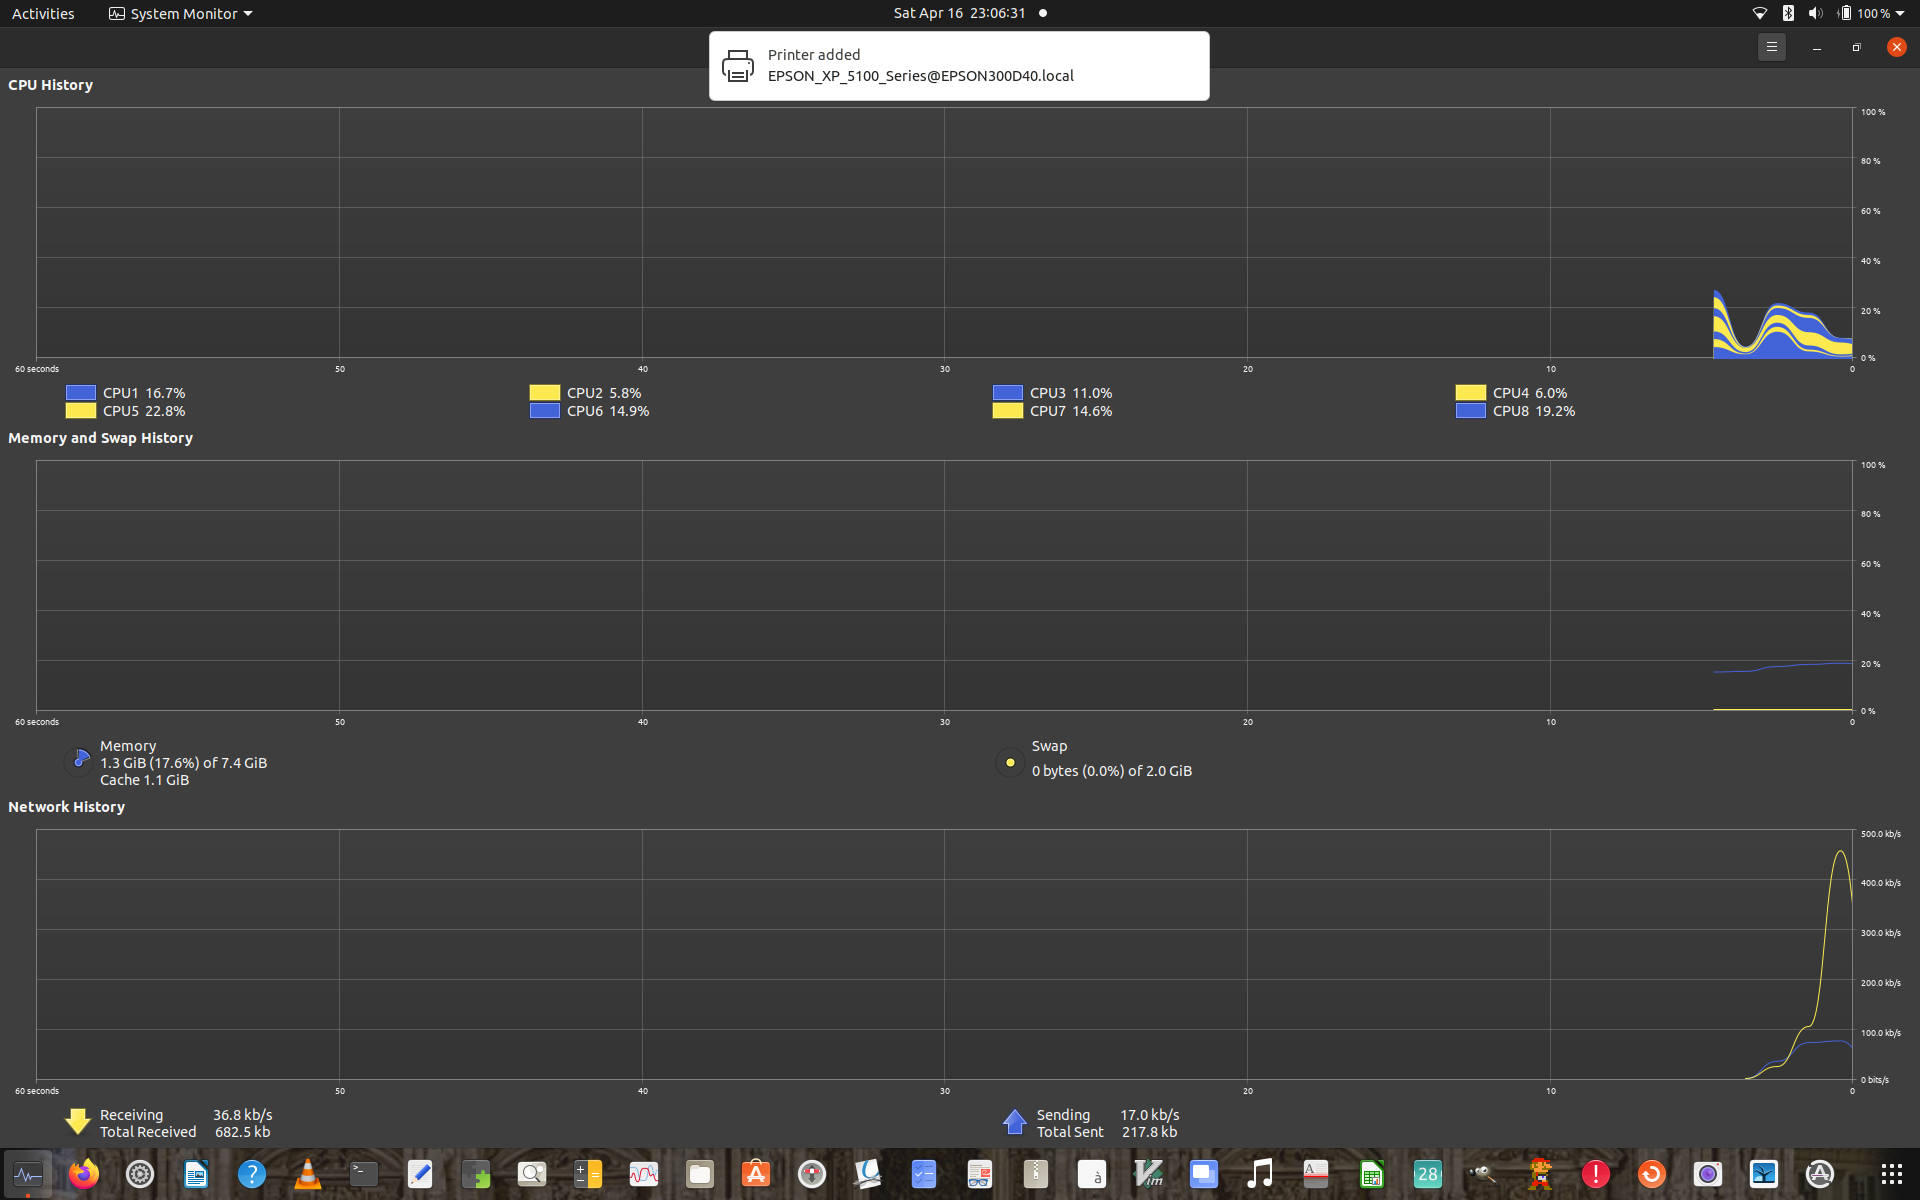 Activities
System Monitor
Sat Apr 16 23:06:31
100 %
Printer added
EPSON_XP_5100_Series@EPSON300D40.local
CPU History
100 %
80 %
60 %
40 %
20 %
0 %
60 seconds 50 40 30 20 10 0
CPU1 16.7% CPU2 5.8% CPU3 11.0% CPU4 6.0%
CPU5 22.8% CPU6 14.9% CPU7 14.6% CPU8 19.2%
Memory and Swap History
100 %
80 %
60 %
40 %
20 %
0 %
60 seconds 50 40 30 20 10 0
Memory
1.3 GiB (17.6%) of 7.4 GiB
Cache 1.1 GiB
Swap
0 bytes (0.0%) of 2.0 GiB
Network History
500.0 kb/s
400.0 kb/s
300.0 kb/s
200.0 kb/s
100.0 kb/s
0 bits/s
60 seconds 50 40 30 20 10 0
Receiving 36.8 kb/s
Total Received 682.5 kb
Sending 17.0 kb/s
Total Sent 217.8 kb
?
>_
à
Vim
A
28
!